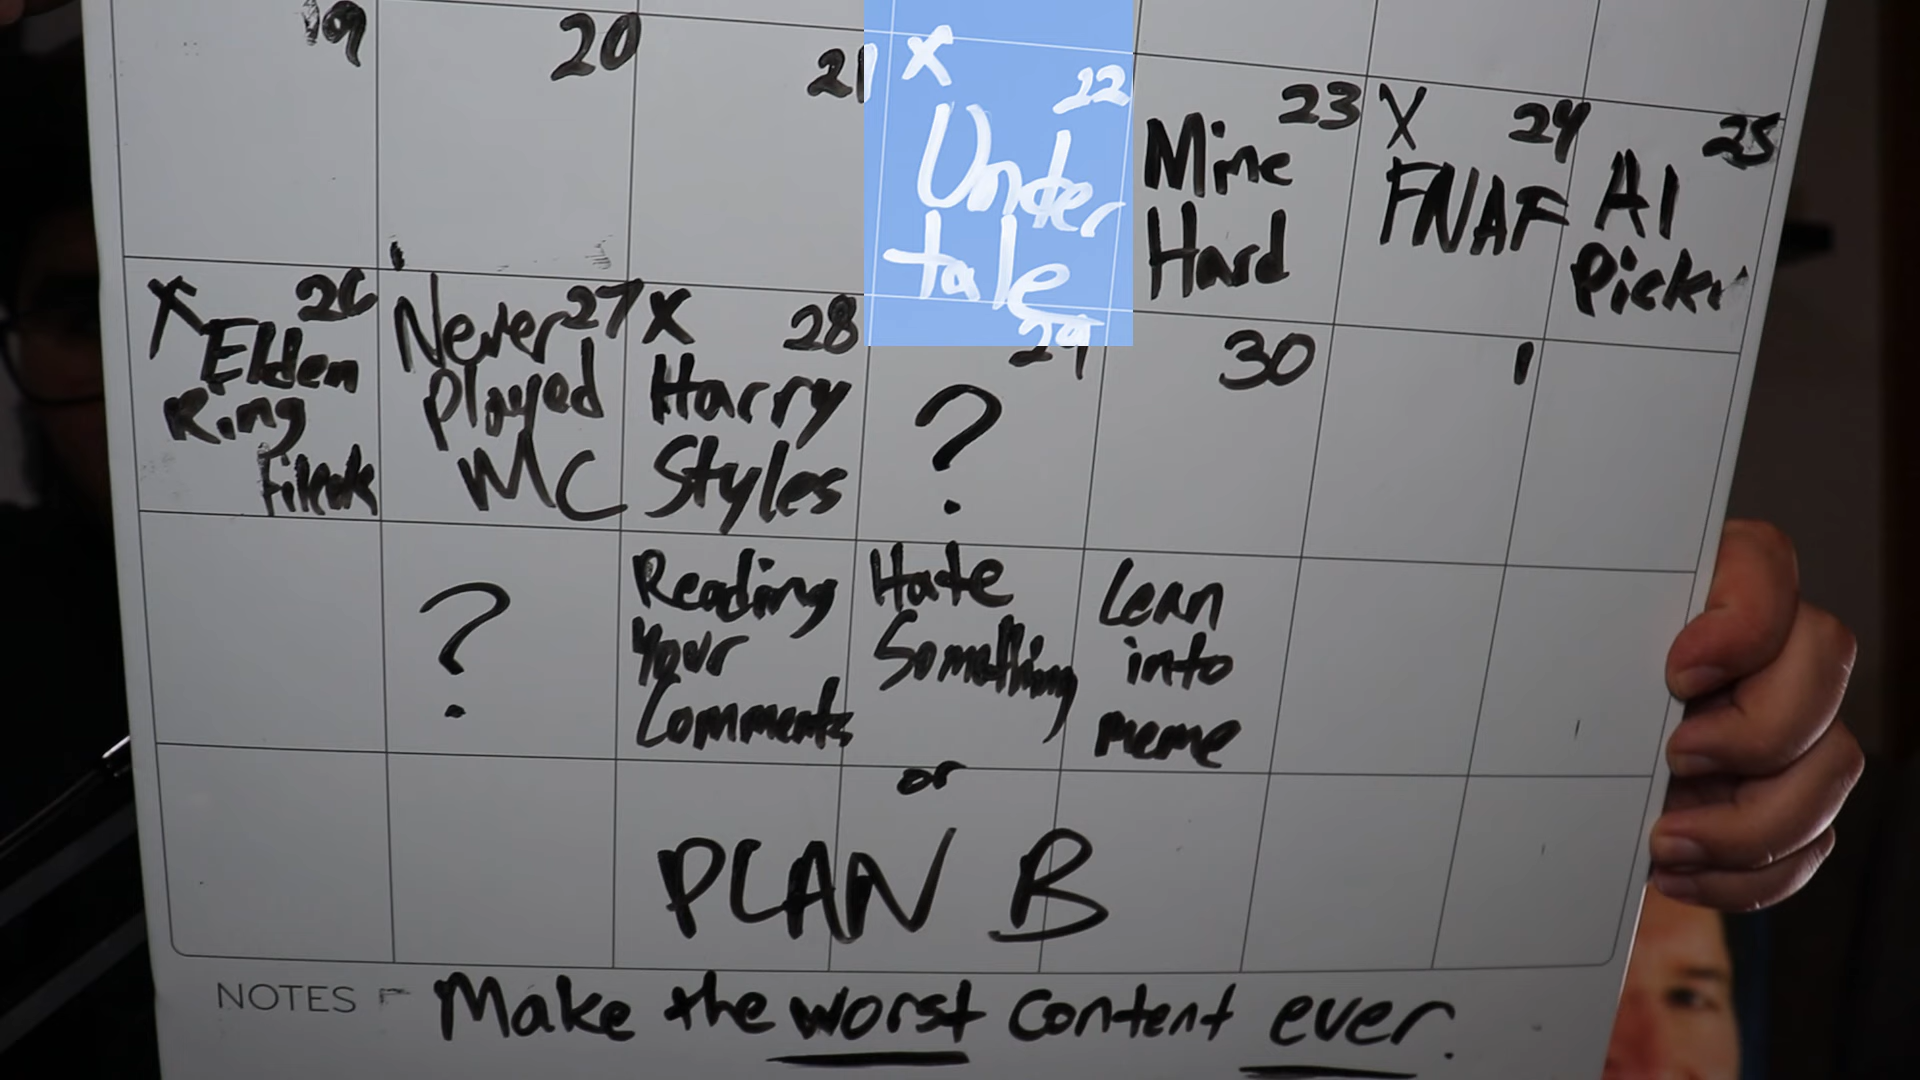 19 20 21 X 22 23 X 24 25
Under
tale
Mine
Hard
FNAF
AI
Picker
X 26 27 X 28 29 30 1
Elden
Ring
Never
Played
MC
Harry
Styles
?
?
Reading
Your
Comments
Hate
Something
Lean
into
meme
or
PLAN B
NOTES
Make the worst content ever.